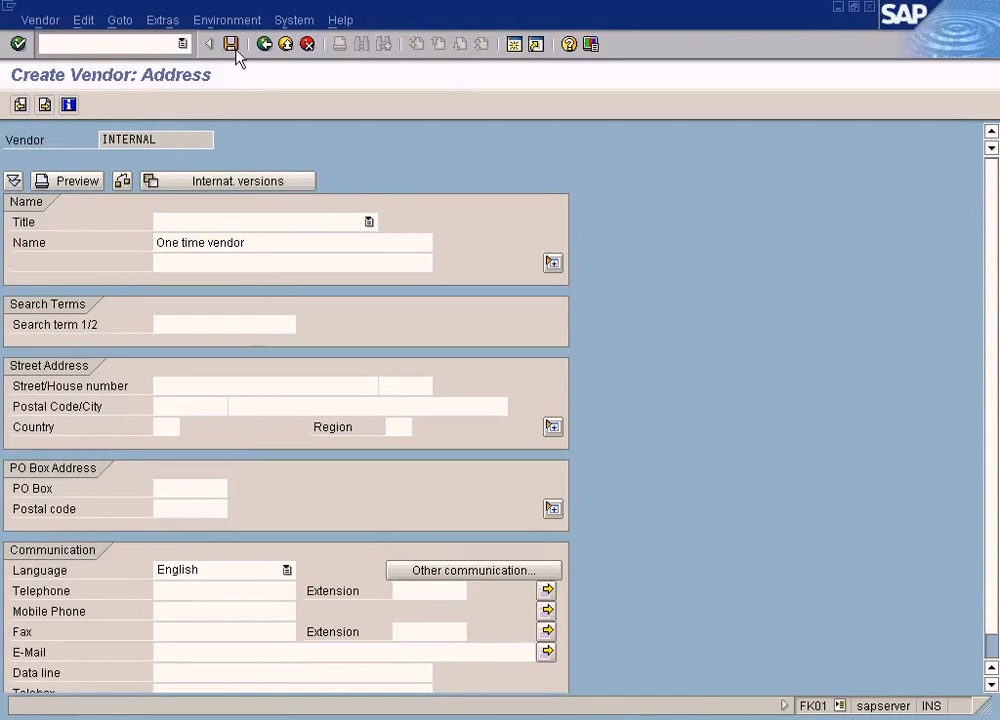 Vendor Edit Goto Extras Environment System Help
SAP
Create Vendor: Address
Vendor INTERNAL
Preview Internat. versions
Name
Title
Name One time vendor
Search Terms
Search term 1/2
Street Address
Street/House number
Postal Code/City
Country Region
PO Box Address
PO Box
Postal code
Communication
Language English Other communication...
Telephone Extension
Mobile Phone
Fax Extension
E-Mail
Data line
Telebox
FK01 sapserver INS